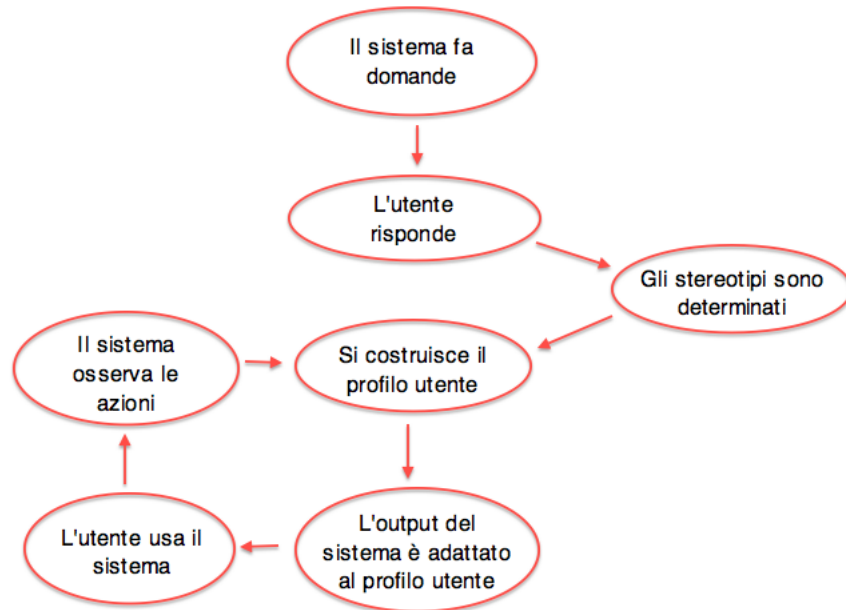 Il sistema fa
domande
L'utente
risponde
Gli stereotipi sono
determinati
Si costruisce il
profilo utente
Il sistema
osserva le
azioni
L'output del
sistema è adattato
al profilo utente
L'utente usa il
sistema